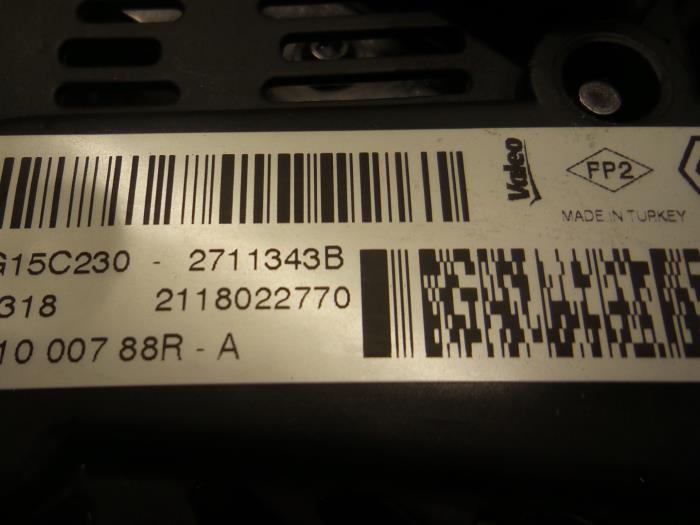 Valeo
FP2
MADE IN TURKEY
G15C230 - 2711343B
318 2118022770
10 007 88R - A